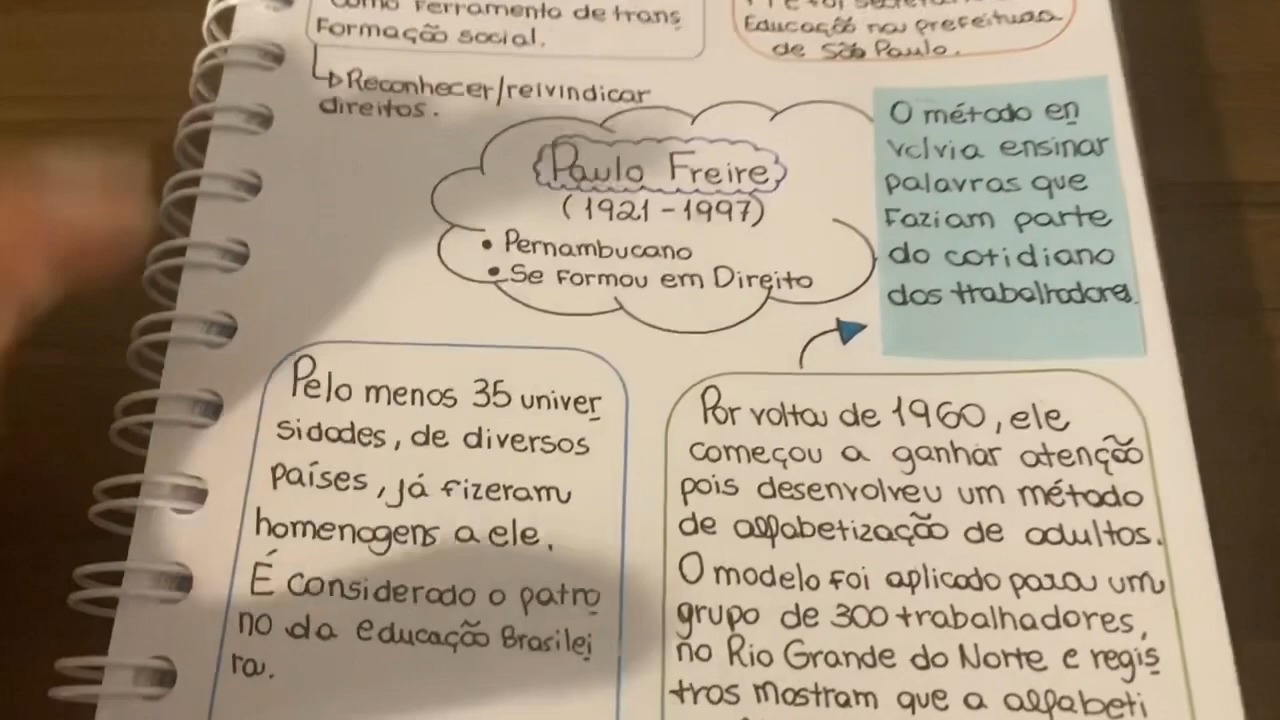 como ferramenta de trans
formação social.
Reconhecer/reivindicar
direitos.
Educação na prefeitura
de São Paulo.
Paulo Freire
(1921-1997)
• Pernambucano
• Se formou em Direito
O método en
volvia ensinar
palavras que
faziam parte
do cotidiano
dos trabalhadores.
Pelo menos 35 univer
sidades, de diversos
países, já fizeram
homenagens a ele.
É considerado o patro
no da educação Brasilei
ra.
Por volta de 1960, ele
começou a ganhar atenção
pois desenvolveu um método
de alfabetização de adultos.
O modelo foi aplicado para um
grupo de 300 trabalhadores,
no Rio Grande do Norte e regis
tros mostram que a alfabeti